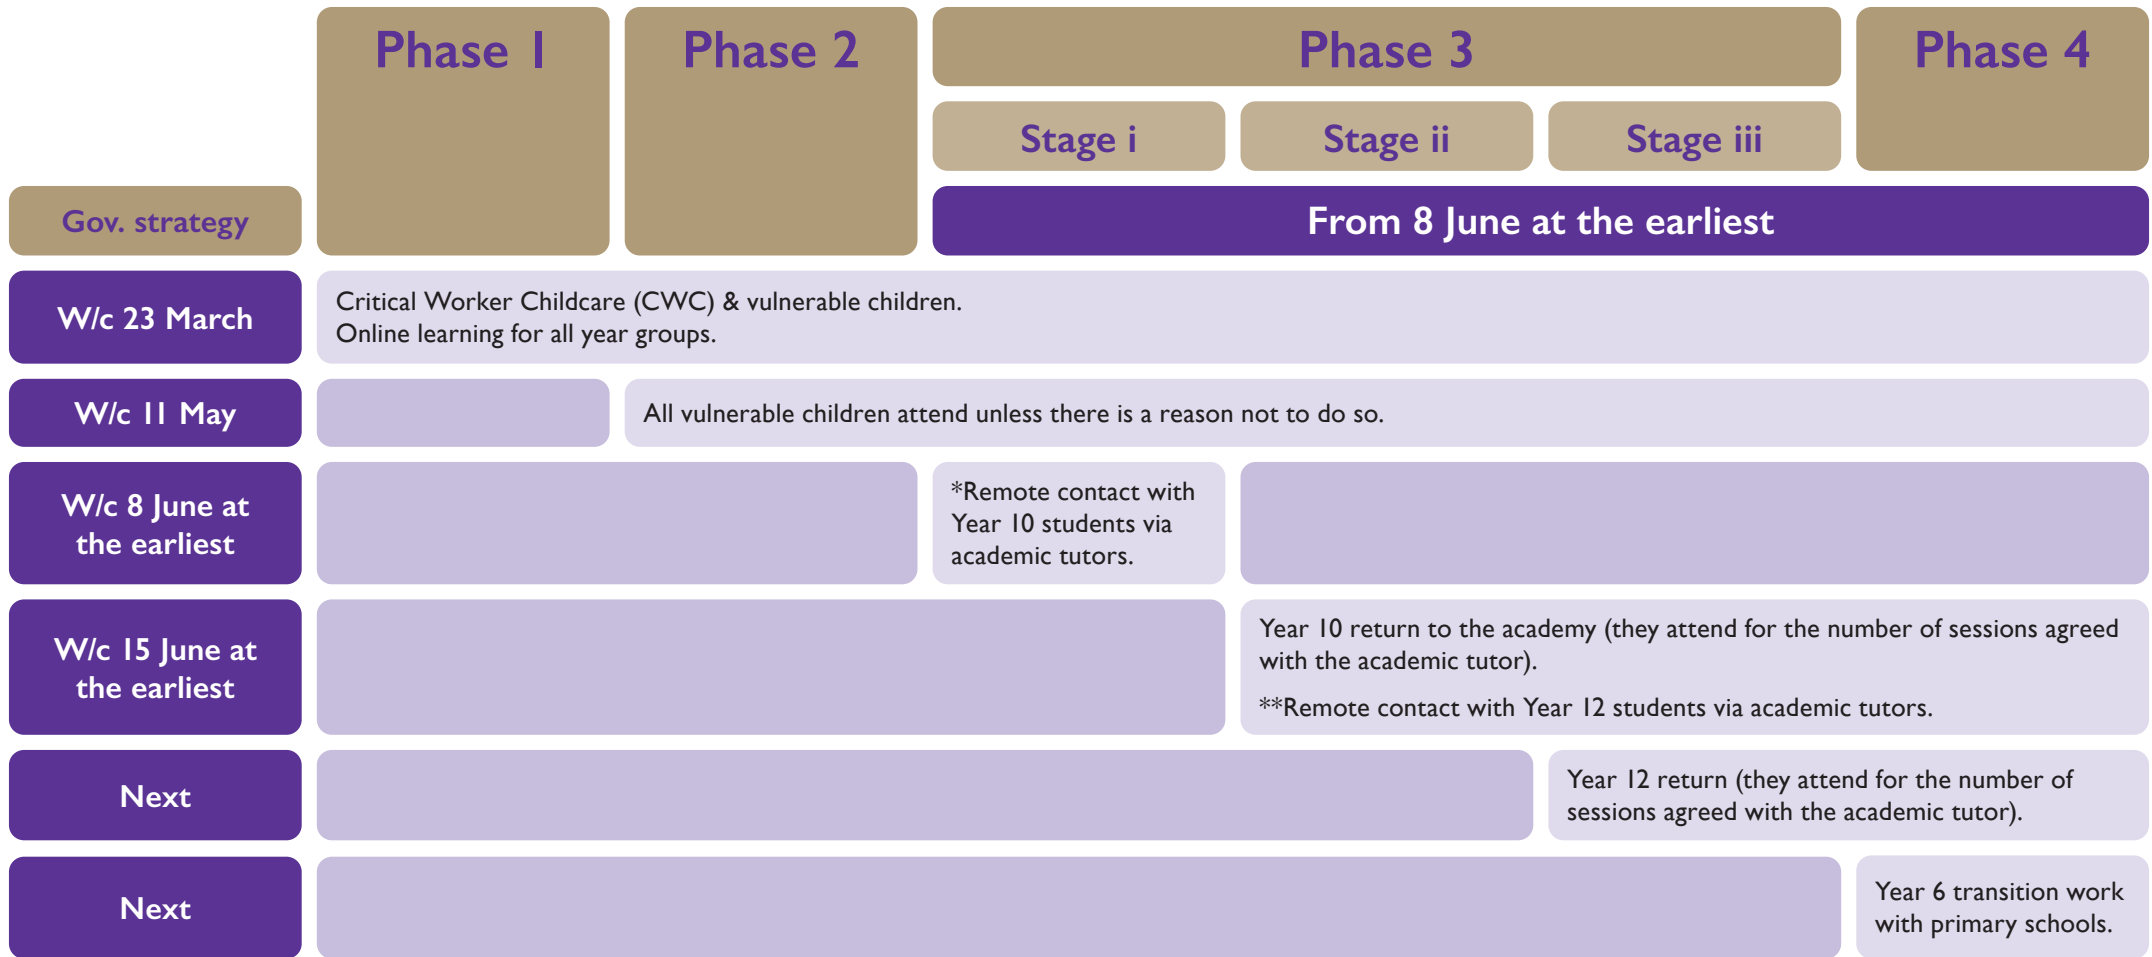 Phase 1
Phase 2
Phase 3
Phase 4
Stage i
Stage ii
Stage iii
Gov. strategy
From 8 June at the earliest
W/c 23 March
Critical Worker Childcare (CWC) & vulnerable children.
Online learning for all year groups.
W/c 11 May
All vulnerable children attend unless there is a reason not to do so.
W/c 8 June at
the earliest
*Remote contact with
Year 10 students via
academic tutors.
W/c 15 June at
the earliest
Year 10 return to the academy (they attend for the number of sessions agreed
with the academic tutor).
**Remote contact with Year 12 students via academic tutors.
Next
Year 12 return (they attend for the number of
sessions agreed with the academic tutor).
Next
Year 6 transition work
with primary schools.